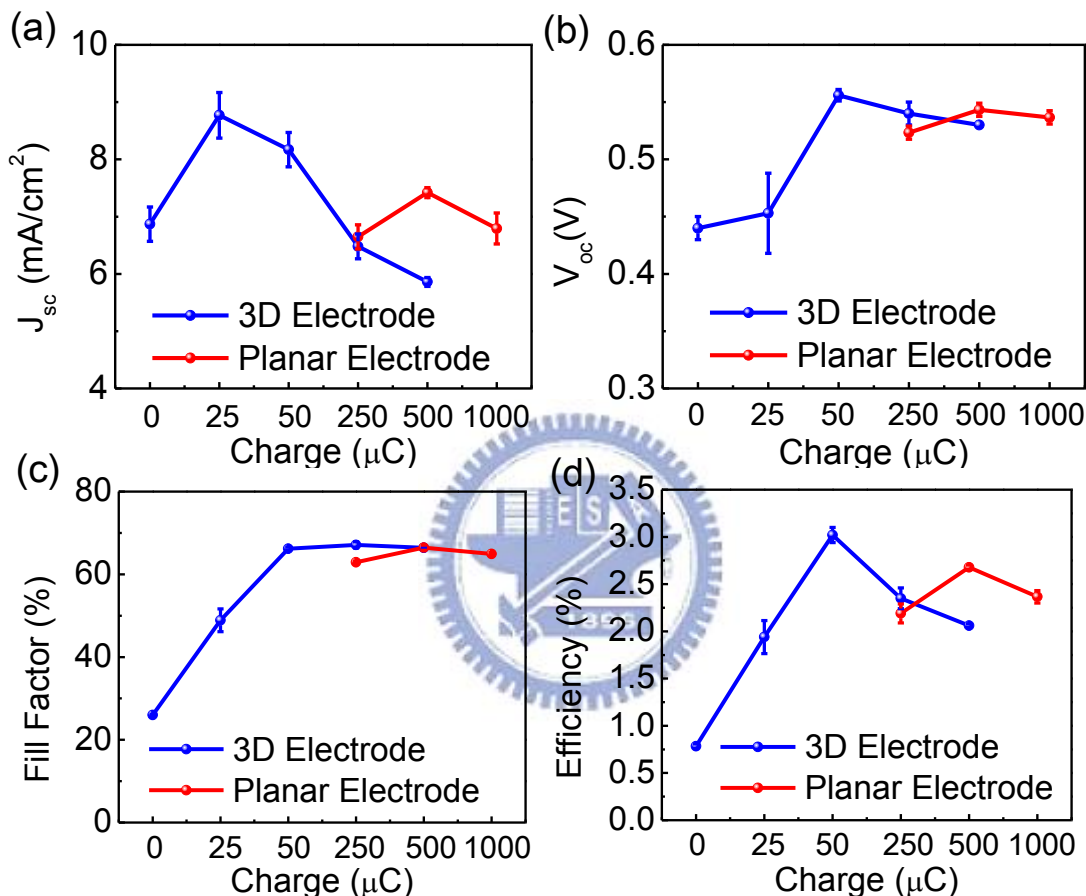 (a)
10
8
6
4
J_sc (mA/cm²)
3D Electrode
Planar Electrode
0 25 50 250 500 1000
Charge (μC)
(b)
0.6
0.5
0.4
0.3
V_oc(V)
3D Electrode
Planar Electrode
0 25 50 250 500 1000
Charge (μC)
(c)
80
60
40
20
0
Fill Factor (%)
3D Electrode
Planar Electrode
0 25 50 250 500 1000
Charge (μC)
(d)
3.5
3.0
2.5
2.0
1.5
1.0
0.5
0.0
Efficiency (%)
3D Electrode
Planar Electrode
0 25 50 250 500 1000
Charge (μC)
E S